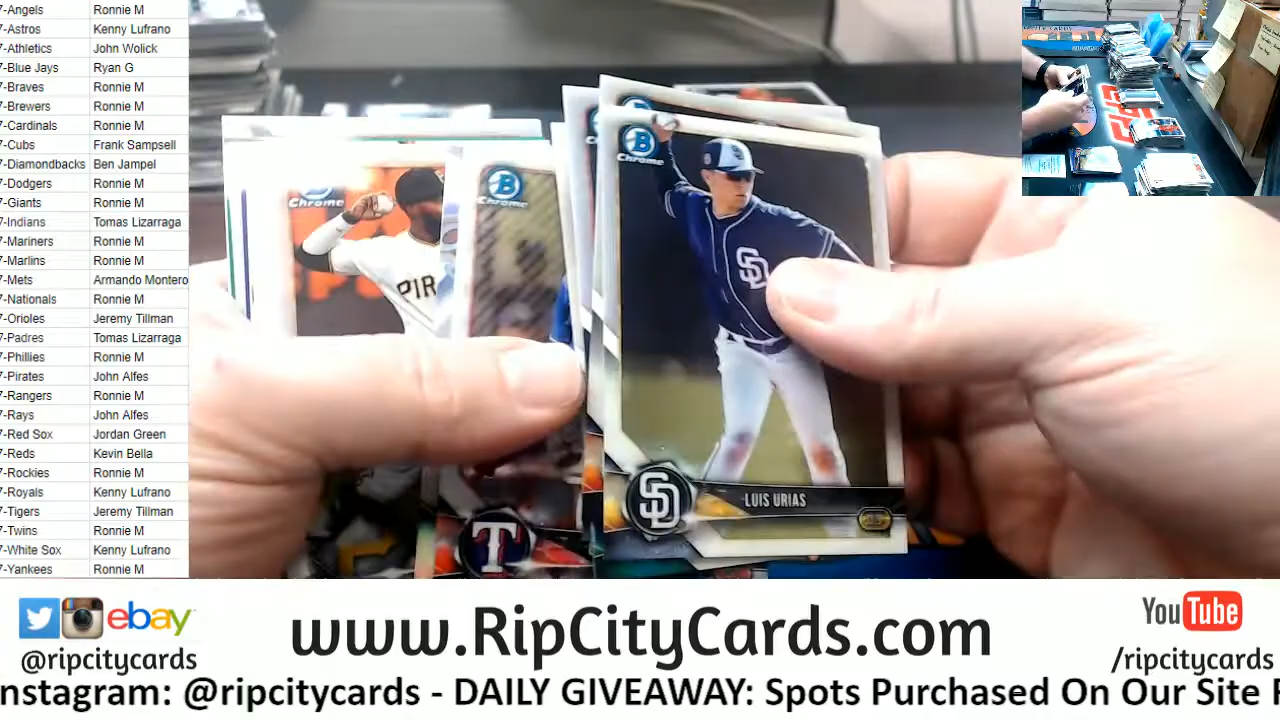 7-Angels Ronnie M
7-Astros Kenny Lufrano
7-Athletics John Wolick
7-Blue Jays Ryan G
7-Braves Ronnie M
7-Brewers Ronnie M
7-Cardinals Ronnie M
7-Cubs Frank Sampsell
7-Diamondbacks Ben Jampel
7-Dodgers Ronnie M
7-Giants Ronnie M
7-Indians Tomas Lizarraga
7-Mariners Ronnie M
7-Marlins Ronnie M
7-Mets Armando Montero
7-Nationals Ronnie M
7-Orioles Jeremy Tillman
7-Padres Tomas Lizarraga
7-Phillies Ronnie M
7-Pirates John Alfes
7-Rangers Ronnie M
7-Rays John Alfes
7-Red Sox Jordan Green
7-Reds Kevin Bella
7-Rockies Ronnie M
7-Royals Kenny Lufrano
7-Tigers Jeremy Tillman
7-Twins Ronnie M
7-White Sox Kenny Lufrano
7-Yankees Ronnie M
Chrome
PIR
B
Chrome
T
B
Chrome
SD
SD
LUIS URIAS
ebay
@ripcitycards
www.RipCityCards.com
YouTube
/ripcitycards
nstagram: @ripcitycards - DAILY GIVEAWAY: Spots Purchased On Our Site